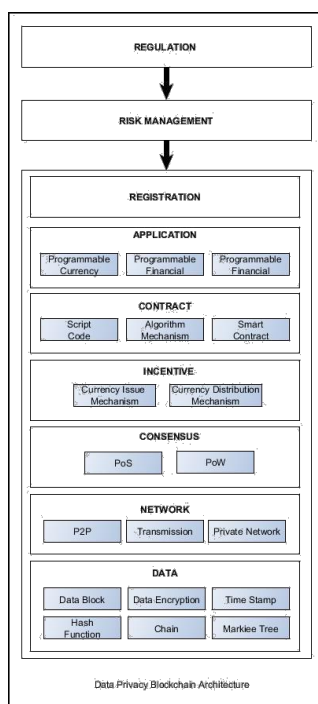 REGULATION
RISK MANAGEMENT
REGISTRATION
APPLICATION
Programmable Currency
Programmable Financial
Programmable Financial
CONTRACT
Script Code
Algorithm Mechanism
Smart Contract
INCENTIVE
Currency Issue Mechanism
Currency Distribution Mechanism
CONSENSUS
PoS
PoW
NETWORK
P2P
Transmission
Private Network
DATA
Data Block
Data Encryption
Time Stamp
Hash Function
Chain
Markiee Tree
Data Privacy Blockchain Architecture